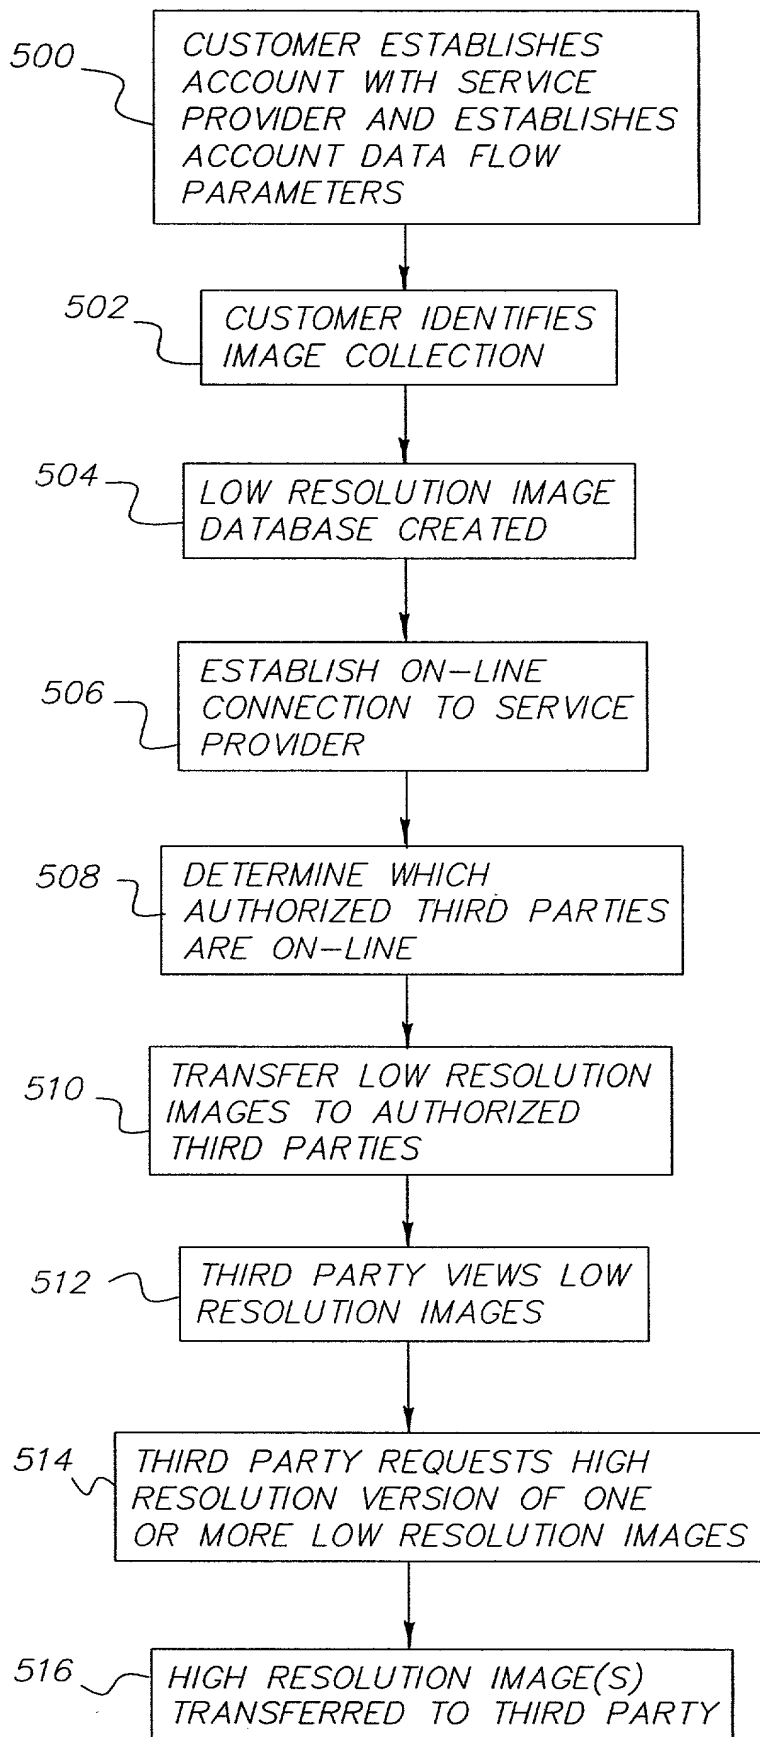 500
CUSTOMER ESTABLISHES
ACCOUNT WITH SERVICE
PROVIDER AND ESTABLISHES
ACCOUNT DATA FLOW
PARAMETERS
502
CUSTOMER IDENTIFIES
IMAGE COLLECTION
504
LOW RESOLUTION IMAGE
DATABASE CREATED
506
ESTABLISH ON-LINE
CONNECTION TO SERVICE
PROVIDER
508
DETERMINE WHICH
AUTHORIZED THIRD PARTIES
ARE ON-LINE
510
TRANSFER LOW RESOLUTION
IMAGES TO AUTHORIZED
THIRD PARTIES
512
THIRD PARTY VIEWS LOW
RESOLUTION IMAGES
514
THIRD PARTY REQUESTS HIGH
RESOLUTION VERSION OF ONE
OR MORE LOW RESOLUTION IMAGES
516
HIGH RESOLUTION IMAGE(S)
TRANSFERRED TO THIRD PARTY